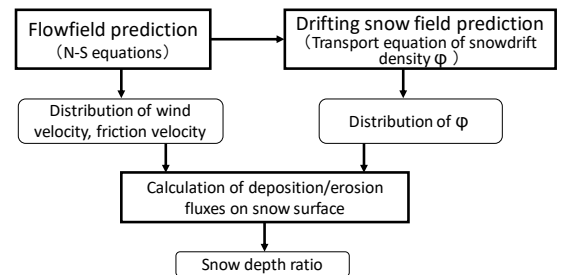 Flowfield prediction
（N-S equations）
Drifting snow field prediction
（Transport equation of snowdrift
density φ ）
Distribution of wind
velocity, friction velocity
Distribution of φ
Calculation of deposition/erosion
fluxes on snow surface
Snow depth ratio